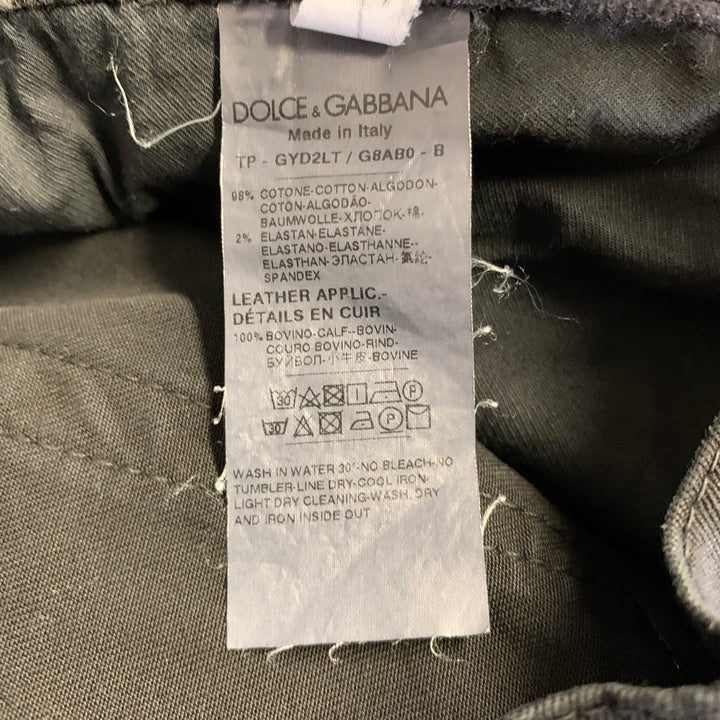 DOLCE & GABBANA
Made in Italy
TP - GYD2LT / G8AB0 - B
98% COTONE-COTTON-ALGODON-
COTON-ALGODÃO-
BAUMWOLLE-ХЛОПОК-棉-
2% ELASTAN-ELASTANE-
ELASTANO-ELASTHANNE--
ELASTHAN-ЭЛАСТАН-氨纶-
SPANDEX
LEATHER APPLIC.-
DÉTAILS EN CUIR
100% BOVINO-CALF--BOVIN-
COURO BOVINO-RIND-
БУЙВОЛ-小牛皮-BOVINE
30 F
30 P
WASH IN WATER 30°-NO BLEACH-NO
TUMBLER-LINE DRY-COOL IRON-
LIGHT DRY CLEANING-WASH, DRY
AND IRON INSIDE OUT